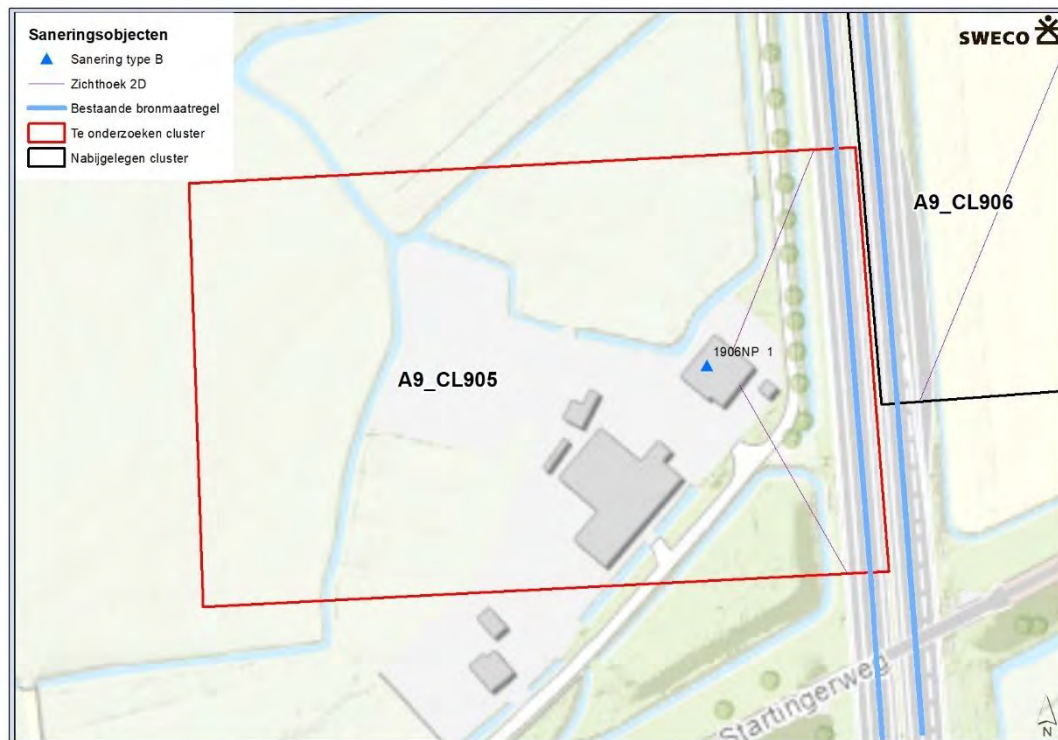 Saneringsobjecten
Sanering type B
Zichthoek 2D
Bestaande bronmaatregel
Te onderzoeken cluster
Nabijgelegen cluster
SWECO
A9_CL906
1906NP 1
A9_CL905
Startingerweg
N